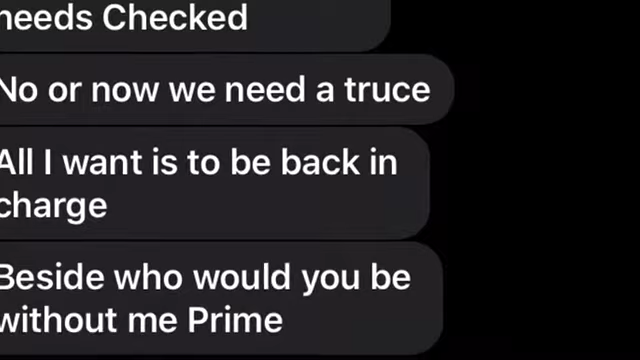 needs Checked
No or now we need a truce
All I want is to be back in
charge
Beside who would you be
without me Prime